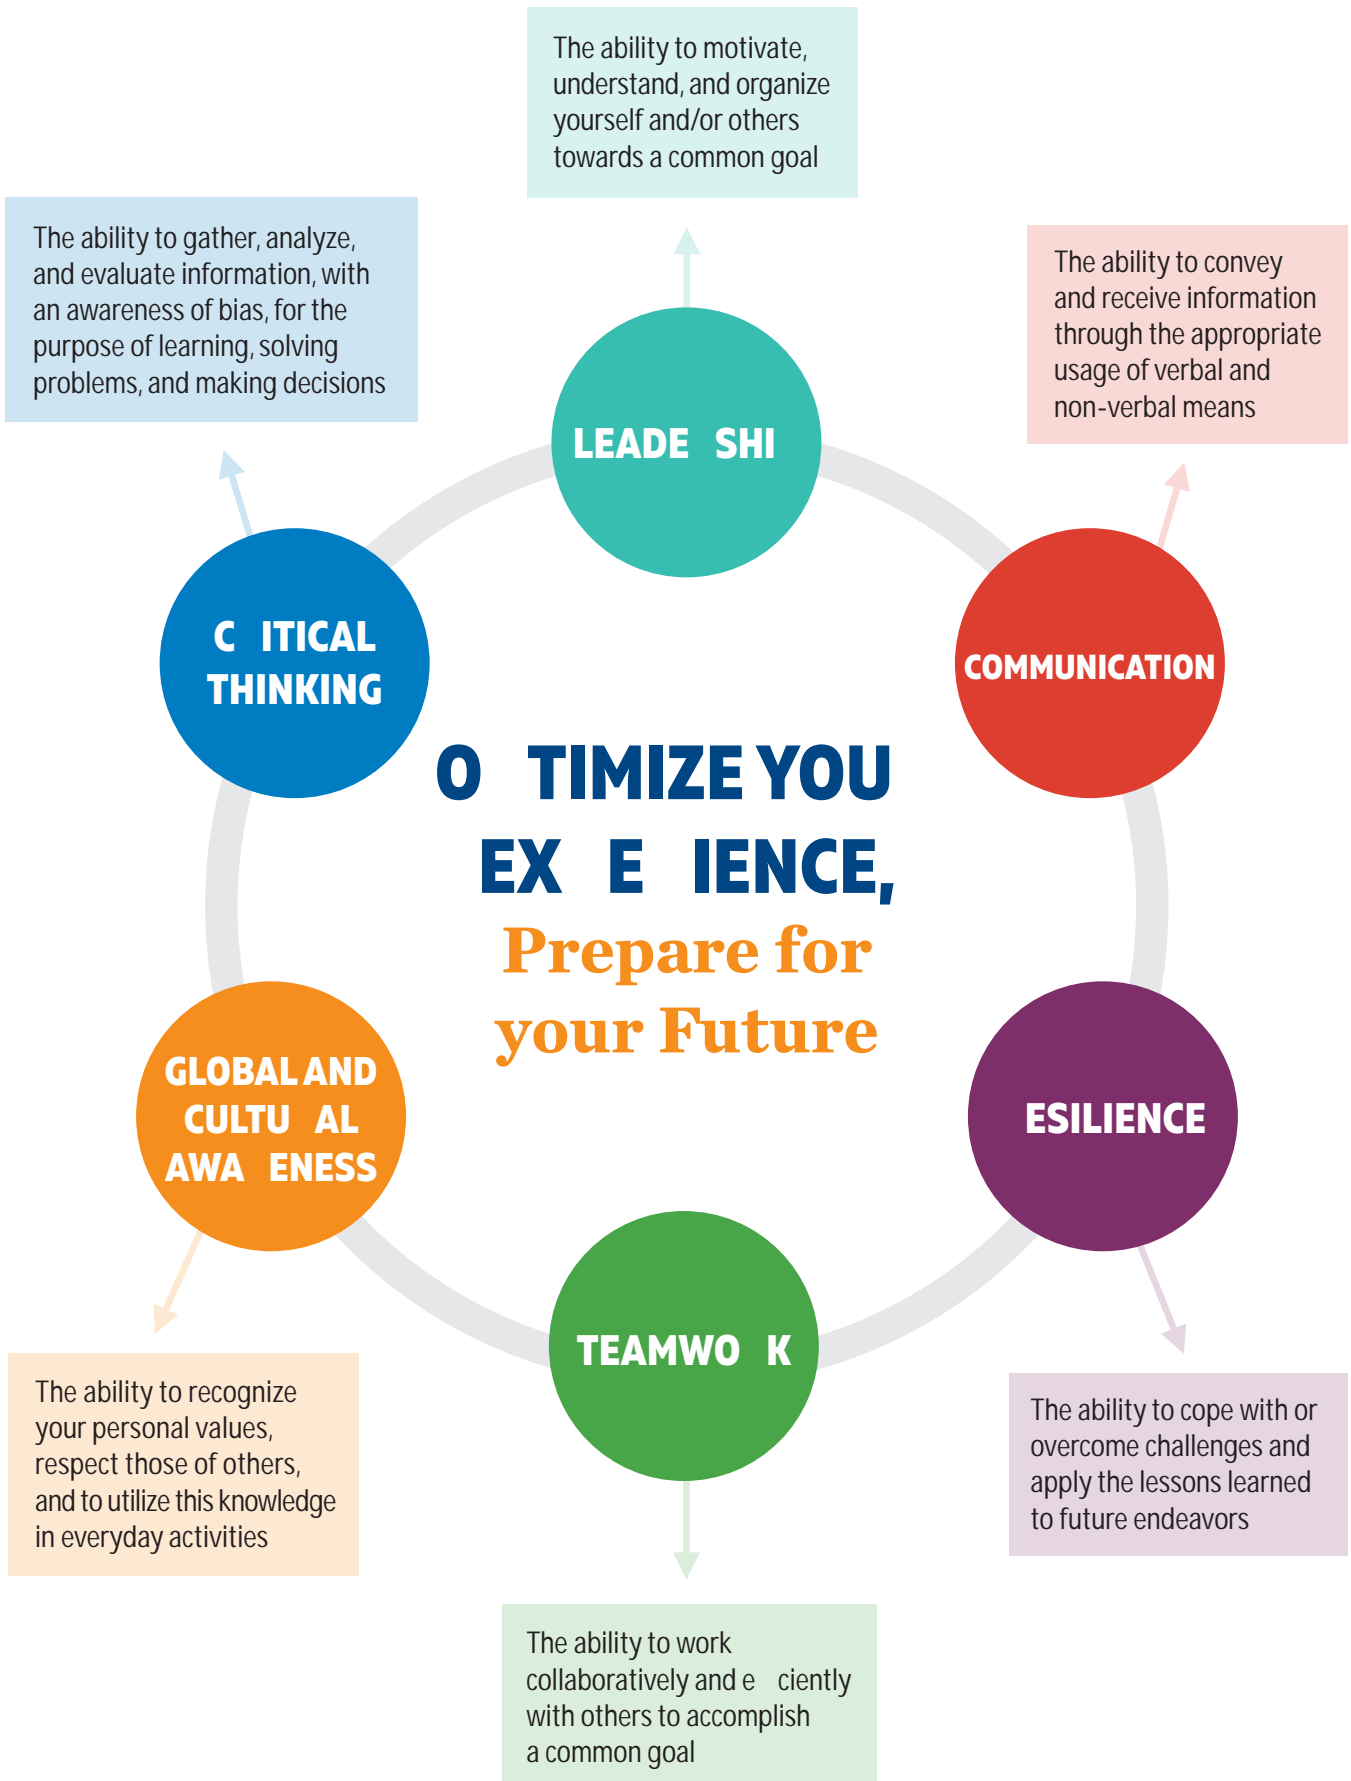 The ability to motivate,
understand, and organize
yourself and/or others
towards a common goal
The ability to gather, analyze,
and evaluate information, with
an awareness of bias, for the
purpose of learning, solving
problems, and making decisions
The ability to convey
and receive information
through the appropriate
usage of verbal and
non-verbal means
LEADE SHI
C ITICAL
THINKING
COMMUNICATION
O TIMIZE YOU
EX E IENCE,
Prepare for
your Future
GLOBAL AND
CULTU AL
AWA ENESS
ESILIENCE
TEAMWO K
The ability to recognize
your personal values,
respect those of others,
and to utilize this knowledge
in everyday activities
The ability to cope with or
overcome challenges and
apply the lessons learned
to future endeavors
The ability to work
collaboratively and e ciently
with others to accomplish
a common goal